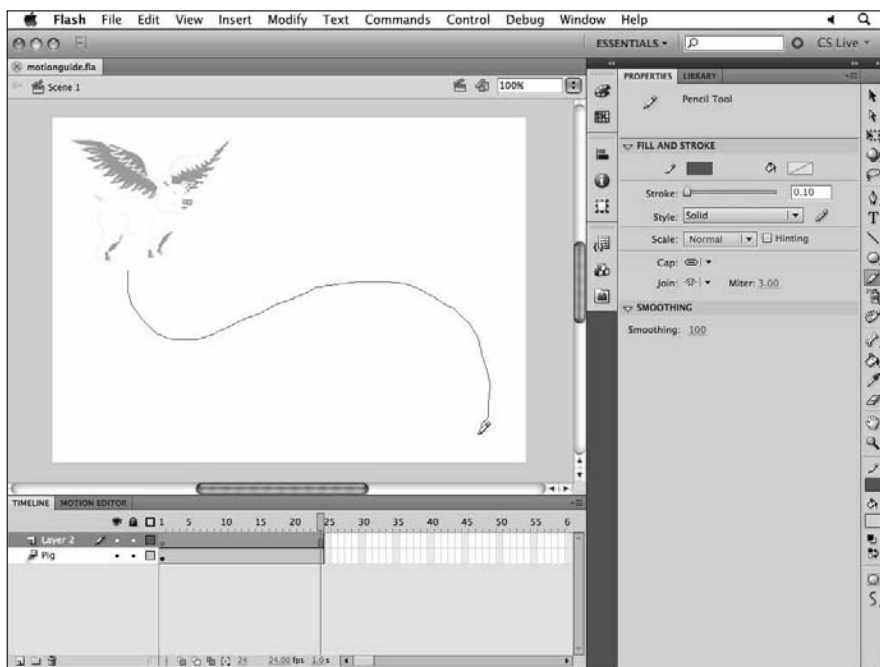 Flash File Edit View Insert Modify Text Commands Control Debug Window Help
Fl ESSENTIALS CS Live
motionguide.fla
Scene 1 100%
PROPERTIES LIBRARY
Pencil Tool
FILL AND STROKE
Stroke: 0.10
Style: Solid
Scale: Normal Hinting
Cap:
Join: Miter: 3.00
SMOOTHING
Smoothing: 100
TIMELINE MOTION EDITOR
1 5 10 15 20 25 30 35 40 45 50 55 6
Layer 2
Pig
24 24.00 fps 1.0 s